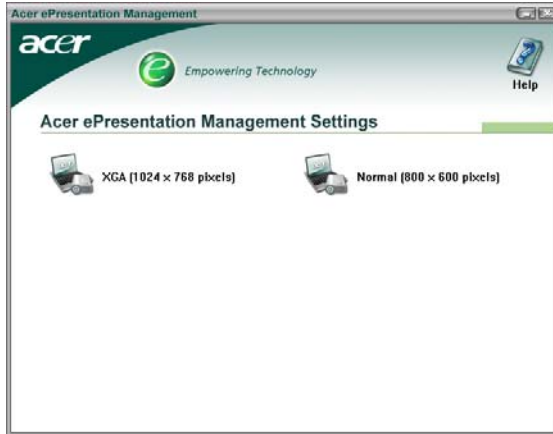 Acer ePresentation Management
acer
e Empowering Technology
Help
Acer ePresentation Management Settings
XGA (1024 x 768 pixels)
Normal (800 x 600 pixels)